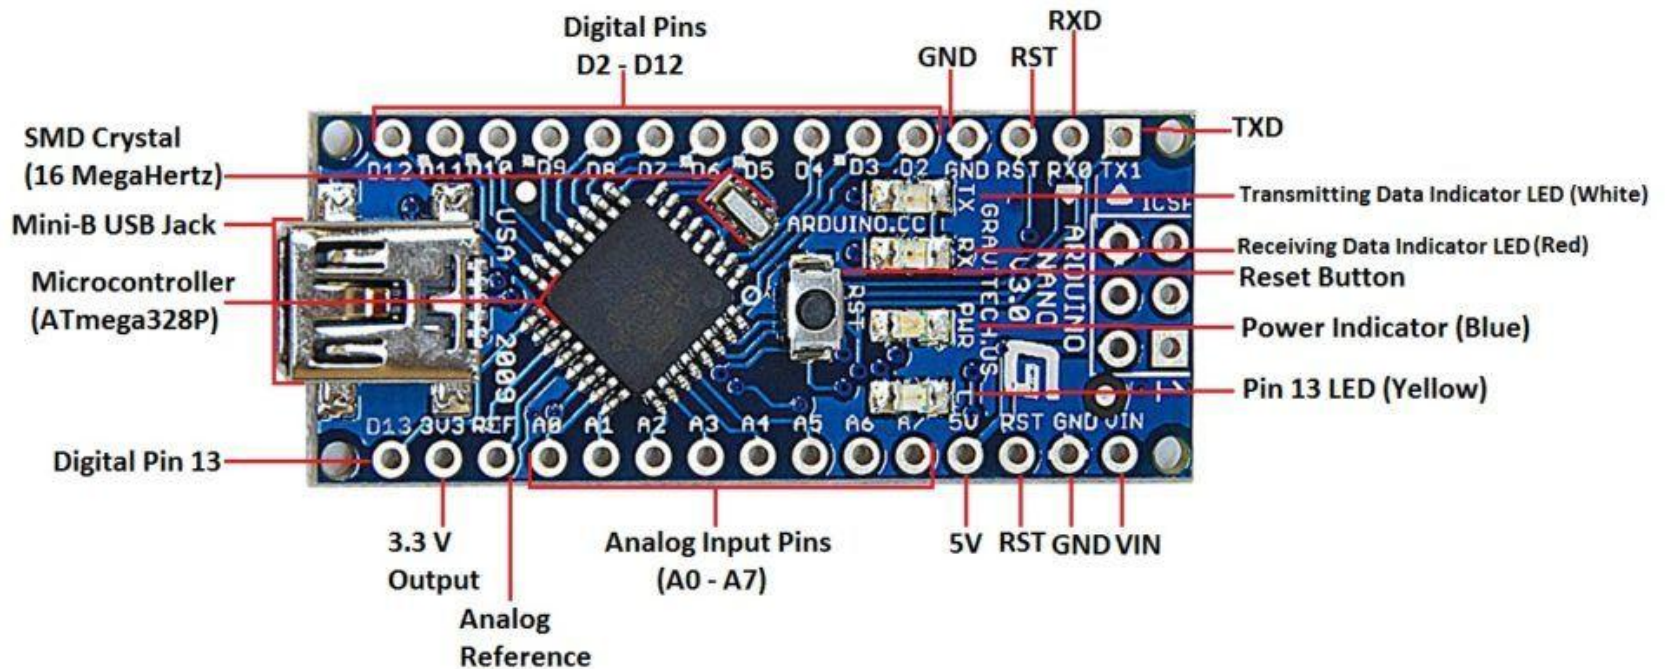 Digital Pins
D2 - D12
GND
RST
RXD
TXD
SMD Crystal
(16 MegaHertz)
Mini-B USB Jack
Microcontroller
(ATmega328P)
Digital Pin 13
D12 D11 D10 D9 D8 D7 D6 D5 D4 D3 D2 GND RST RX0 TX1
ICSP
TX
RX
PWR
L
ARDUINO.CC
RST
USA
2009
GRAVITECH.US
ARDUINO
NANO
V3.0
G
1
D13 3V3 REF A0 A1 A2 A3 A4 A5 A6 A7 5V RST GND VIN
Transmitting Data Indicator LED (White)
Receiving Data Indicator LED (Red)
Reset Button
Power Indicator (Blue)
Pin 13 LED (Yellow)
3.3 V
Output
Analog
Reference
Analog Input Pins
(A0 - A7)
5V
RST
GND
VIN